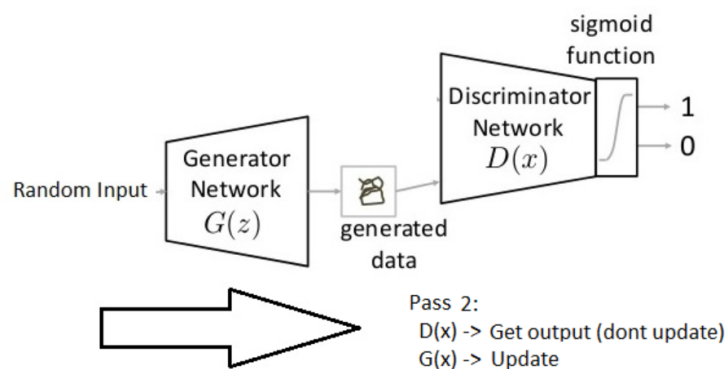 sigmoid
function
Discriminator
Network
D(x)
1
0
Generator
Network
G(z)
Random Input
generated
data
Pass 2:
D(x) -> Get output (dont update)
G(x) -> Update